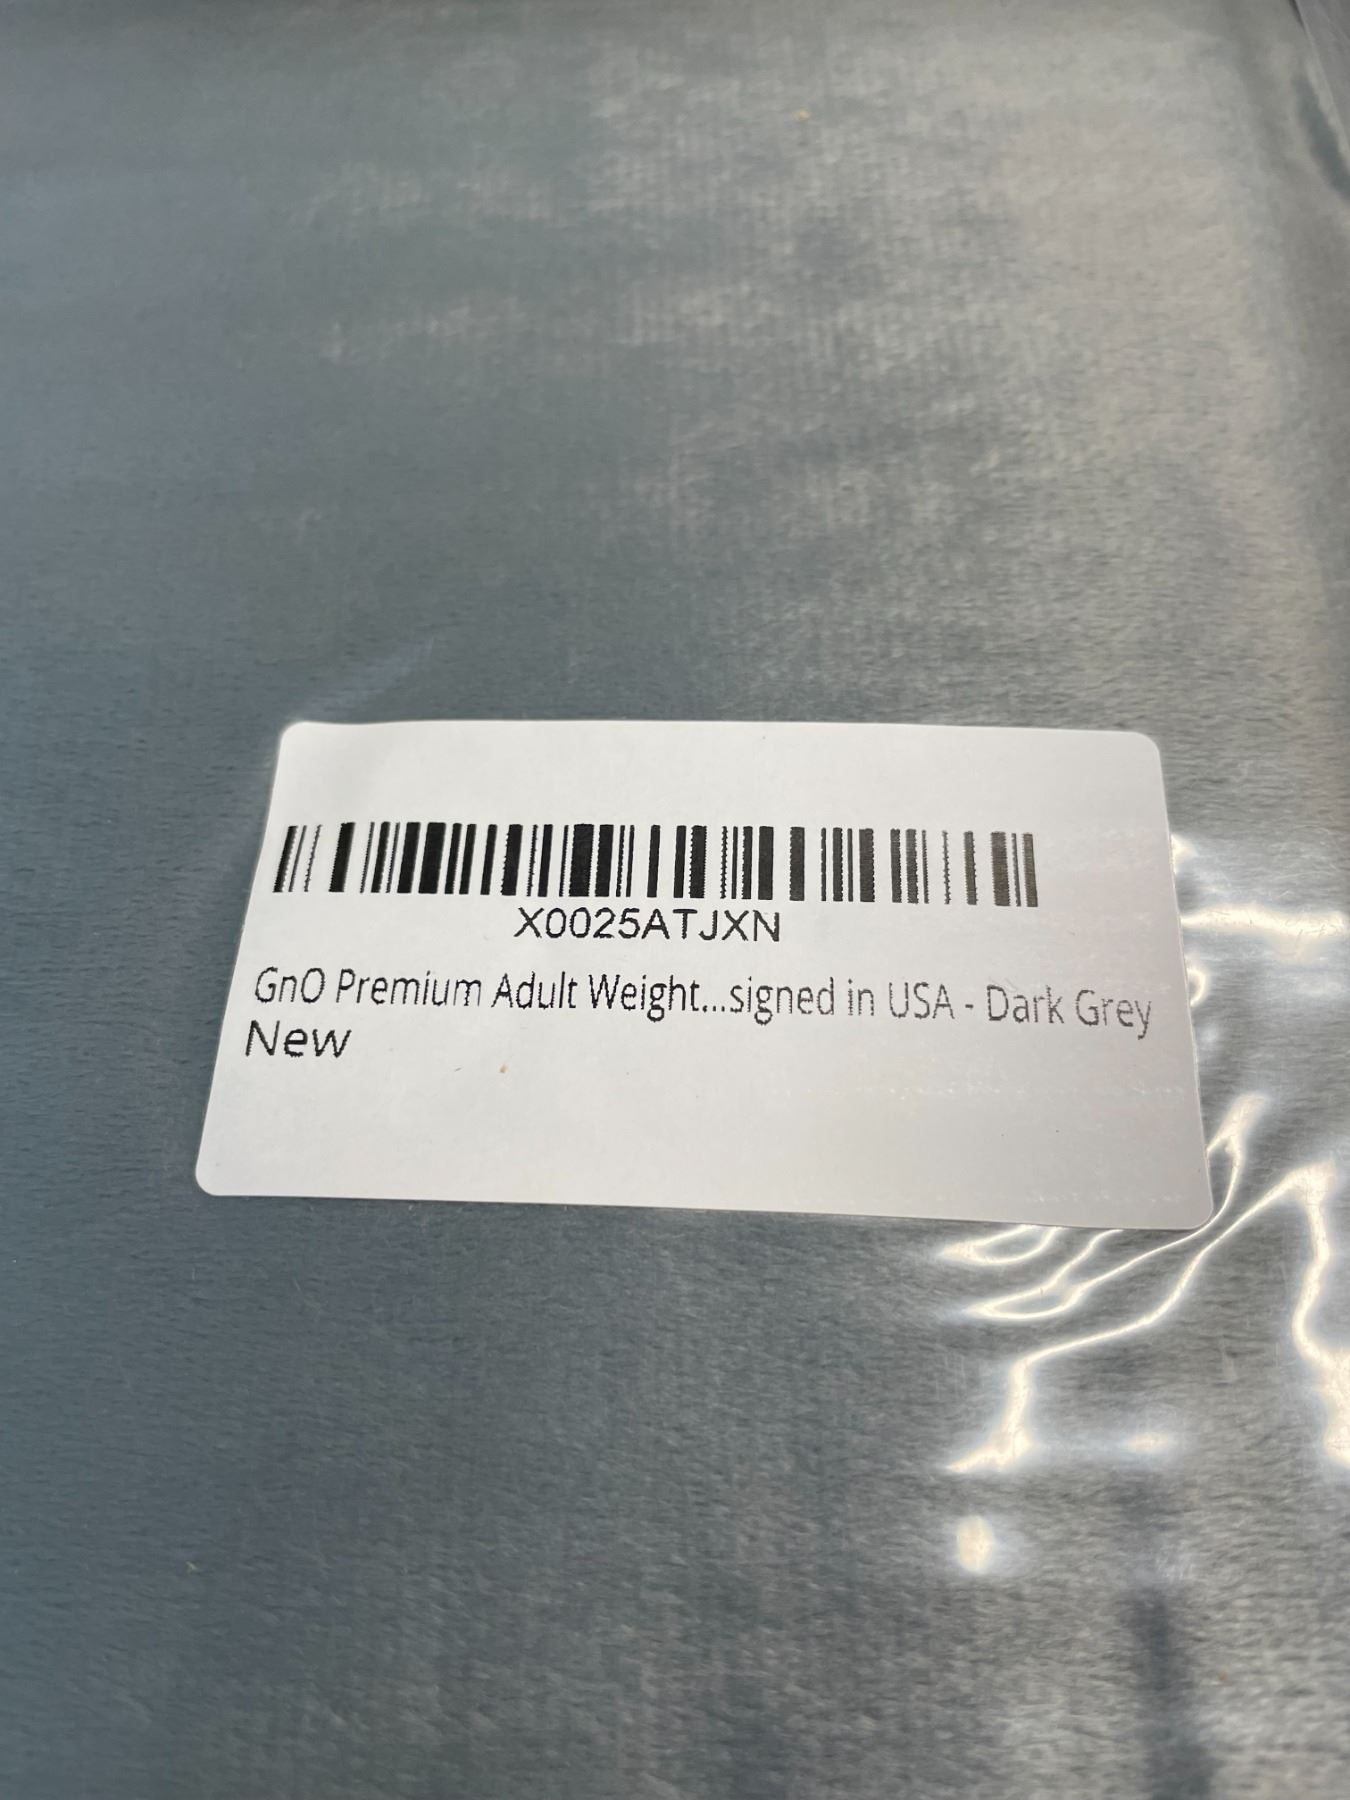 X0025ATJXN
GnO Premium Adult Weight...signed in USA - Dark Grey
New